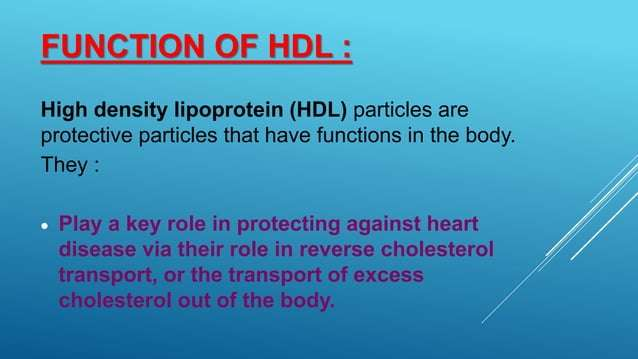 FUNCTION OF HDL :
High density lipoprotein (HDL) particles are
protective particles that have functions in the body.
They :
• Play a key role in protecting against heart
disease via their role in reverse cholesterol
transport, or the transport of excess
cholesterol out of the body.